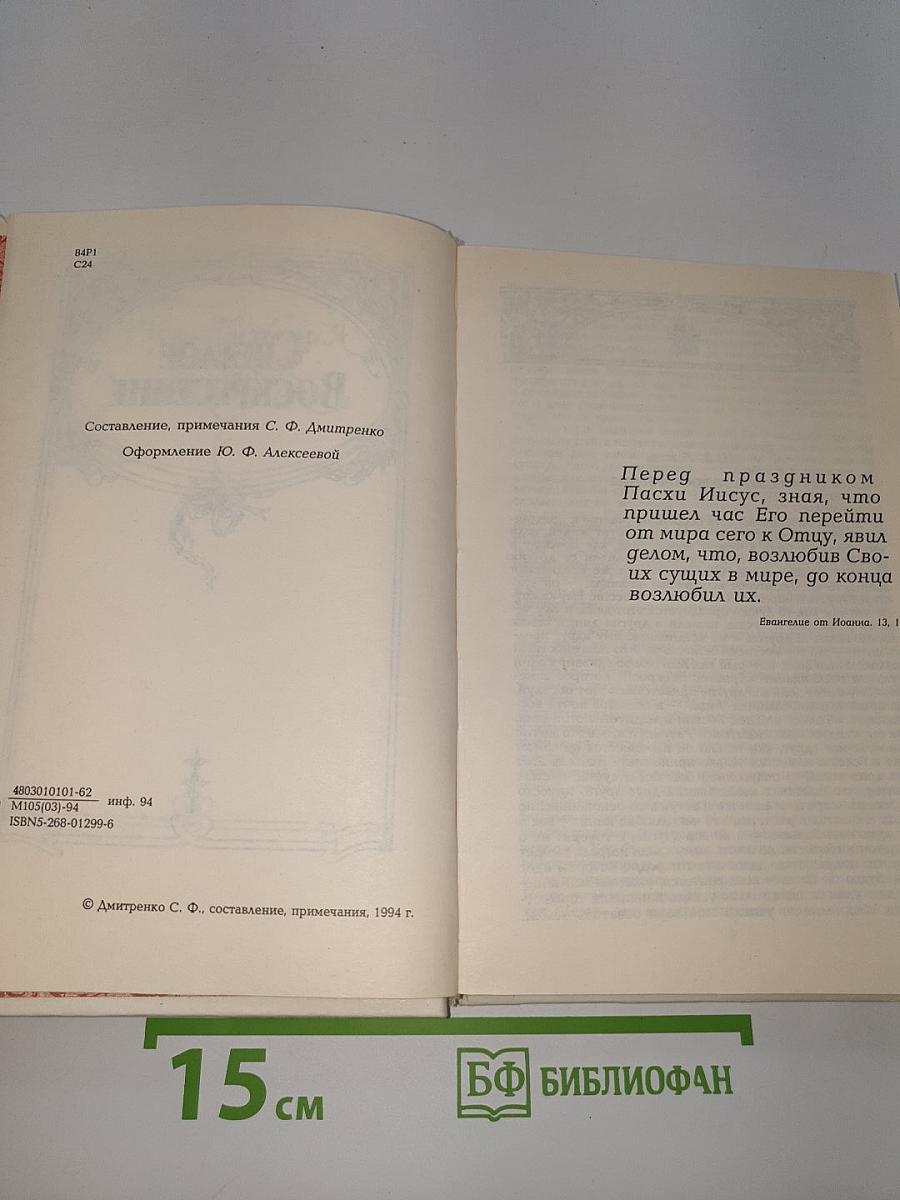 84Р1
С24
Составление, примечания С. Ф. Дмитренко
Оформление Ю. Ф. Алексеевой
4803010101-62
М105(03)-94
инф. 94
ISBN5-268-01299-6
© Дмитренко С. Ф., составление, примечания, 1994 г.
Перед праздником
Пасхи Иисус, зная, что
пришел час Его перейти
от мира сего к Отцу, явил
делом, что, возлюбив Сво-
их сущих в мире, до конца
возлюбил их.
Евангелие от Иоанна. 13, 1
15 см
БФ БИБЛИОФАН